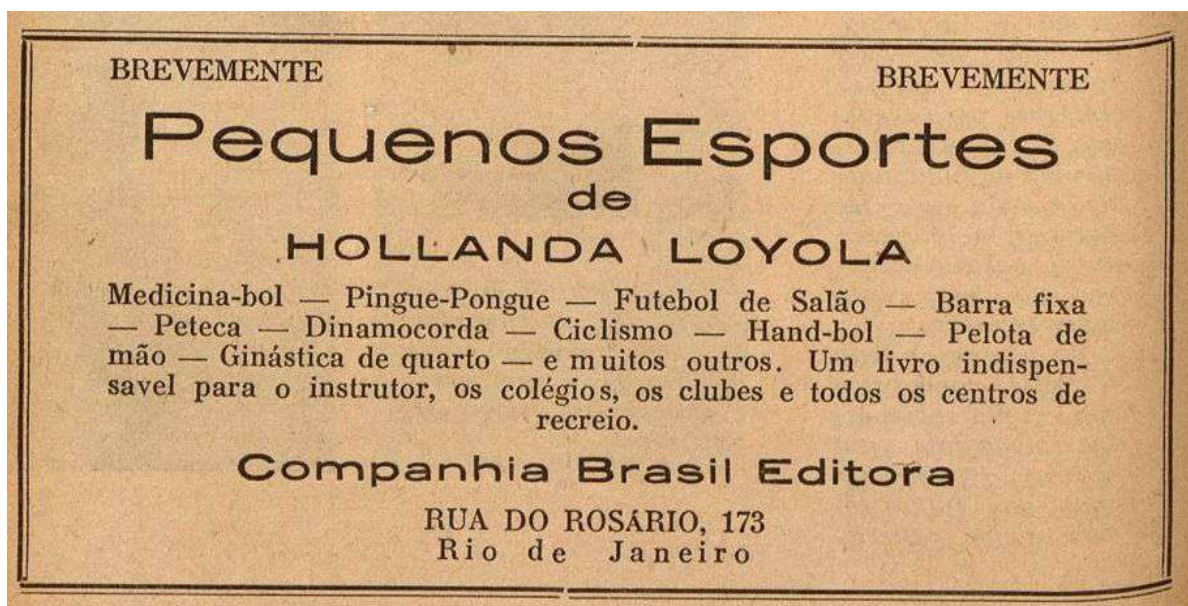 BREVEMENTE BREVEMENTE
Pequenos Esportes
de
HOLLANDA LOYOLA
Medicina-bol — Pingue-Pongue — Futebol de Salão — Barra fixa
— Peteca — Dinamocorda — Ciclismo — Hand-bol — Pelota de
mão — Ginástica de quarto — e muitos outros. Um livro indispen-
savel para o instrutor, os colégios, os clubes e todos os centros de
recreio.
Companhia Brasil Editora
RUA DO ROSÁRIO, 173
Rio de Janeiro